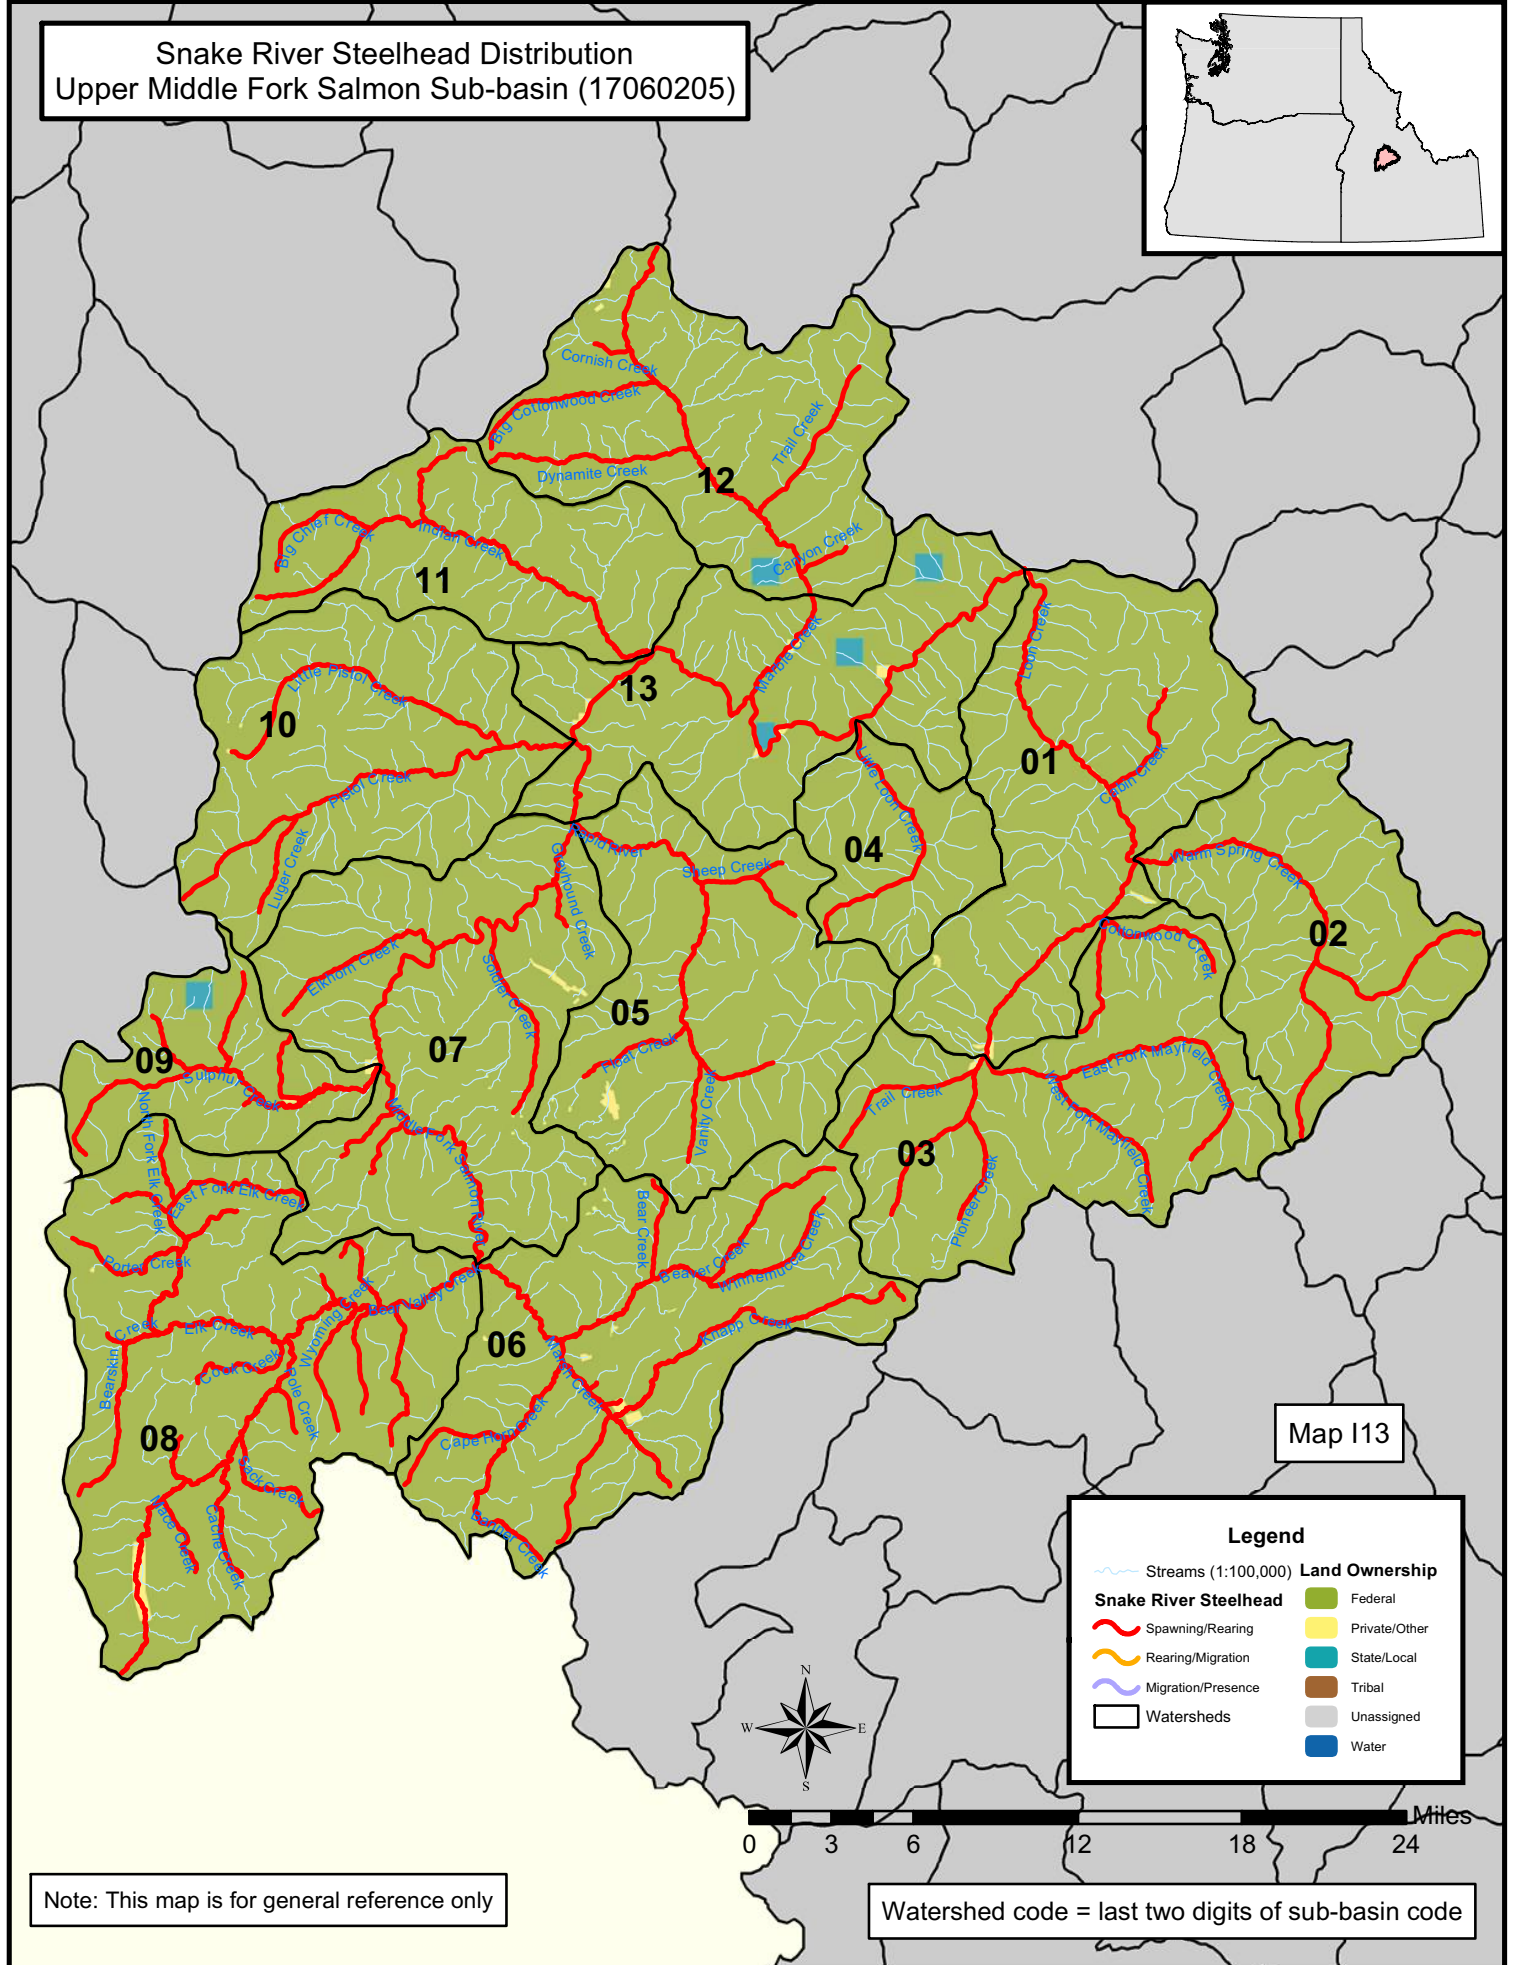 Snake River Steelhead Distribution
Upper Middle Fork Salmon Sub-basin (17060205)
Cornish Creek
Big Cottonwood Creek
Trail Creek
Dynamite Creek
12
Canyon Creek
Big Chief Creek
Indian Creek
11
Loon Creek
Marble Creek
13
Little Pistol Creek
10
Pistol Creek
Luger Creek
01
Cabin Creek
Little Loon Creek
04
Rapid River
Sheep Creek
Greyhound Creek
Warm Spring Creek
02
Cottonwood Creek
Elkhorn Creek
Soldier Creek
05
07
Float Creek
Vanity Creek
09
Sulphur Creek
East Fork Mayfield Creek
West Fork Mayfield Creek
Trail Creek
03
Pioneer Creek
Middle Fork Salmon River
North Fork Elk Creek
East Fork Elk Creek
Porter Creek
Bear Creek
Beaver Creek
Winnemucca Creek
Knapp Creek
Bear Valley Creek
Wyoming Creek
Elk Creek
Bearskin Creek
Cook Creek
Pole Creek
06
Marsh Creek
Cape Horn Creek
Banner Creek
08
Sack Creek
Mace Creek
Cache Creek
Map I13
Legend
Streams (1:100,000)
Snake River Steelhead
Spawning/Rearing
Rearing/Migration
Migration/Presence
Watersheds
Land Ownership
Federal
Private/Other
State/Local
Tribal
Unassigned
Water
N
W
E
S
Miles
0 3 6 12 18 24
Note: This map is for general reference only
Watershed code = last two digits of sub-basin code